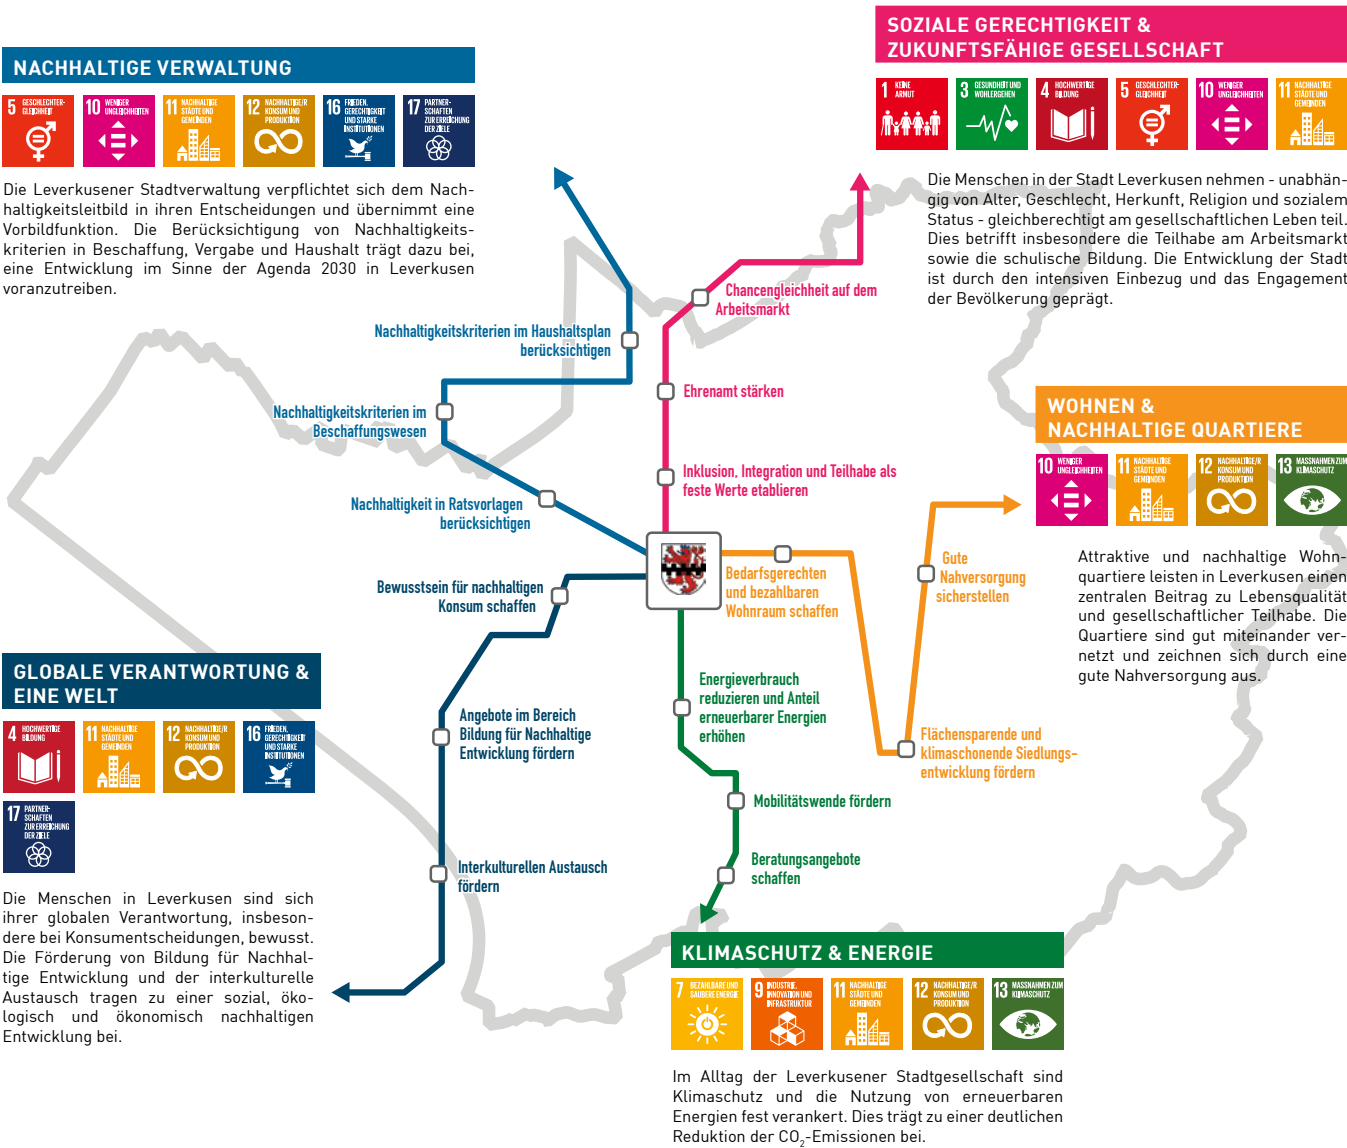 NACHHALTIGE VERWALTUNG
5 GESCHLECHTER-
GLEICHHEIT
10 WENIGER
UNGLEICHHEITEN
11 NACHHALTIGE
STÄDTE UND
GEMEINDEN
12 NACHHALTIGE/R
KONSUM UND
PRODUKTION
16 FRIEDEN,
GERECHTIGKEIT
UND STARKE
INSTITUTIONEN
17 PARTNER-
SCHAFTEN
ZUR ERREICHUNG
DER ZIELE
Die Leverkusener Stadtverwaltung verpflichtet sich dem Nach-
haltigkeitsleitbild in ihren Entscheidungen und übernimmt eine
Vorbildfunktion. Die Berücksichtigung von Nachhaltigkeits-
kriterien in Beschaffung, Vergabe und Haushalt trägt dazu bei,
eine Entwicklung im Sinne der Agenda 2030 in Leverkusen
voranzutreiben.
SOZIALE GERECHTIGKEIT &
ZUKUNFTSFÄHIGE GESELLSCHAFT
1 KEINE
ARMUT
3 GESUNDHEIT UND
WOHLERGEHEN
4 HOCHWERTIGE
BILDUNG
5 GESCHLECHTER-
GLEICHHEIT
10 WENIGER
UNGLEICHHEITEN
11 NACHHALTIGE
STÄDTE UND
GEMEINDEN
Die Menschen in der Stadt Leverkusen nehmen - unabhän-
gig von Alter, Geschlecht, Herkunft, Religion und sozialem
Status - gleichberechtigt am gesellschaftlichen Leben teil.
Dies betrifft insbesondere die Teilhabe am Arbeitsmarkt
sowie die schulische Bildung. Die Entwicklung der Stadt
ist durch den intensiven Einbezug und das Engagement
der Bevölkerung geprägt.
Chancengleichheit auf dem
Arbeitsmarkt
Ehrenamt stärken
Inklusion, Integration und Teilhabe als
feste Werte etablieren
Nachhaltigkeitskriterien im Haushaltsplan
berücksichtigen
Nachhaltigkeitskriterien im
Beschaffungswesen
Nachhaltigkeit in Ratsvorlagen
berücksichtigen
WOHNEN &
NACHHALTIGE QUARTIERE
10 WENIGER
UNGLEICHHEITEN
11 NACHHALTIGE
STÄDTE UND
GEMEINDEN
12 NACHHALTIGE/R
KONSUM UND
PRODUKTION
13 MASSNAHMEN ZUM
KLIMASCHUTZ
Attraktive und nachhaltige Wohn-
quartiere leisten in Leverkusen einen
zentralen Beitrag zu Lebensqualität
und gesellschaftlicher Teilhabe. Die
Quartiere sind gut miteinander ver-
netzt und zeichnen sich durch eine
gute Nahversorgung aus.
Bedarfsgerechten
und bezahlbaren
Wohnraum schaffen
Gute
Nahversorgung
sicherstellen
Flächensparende und
klimaschonende Siedlungs-
entwicklung fördern
Bewusstsein für nachhaltigen
Konsum schaffen
Angebote im Bereich
Bildung für Nachhaltige
Entwicklung fördern
Interkulturellen Austausch
fördern
GLOBALE VERANTWORTUNG &
EINE WELT
4 HOCHWERTIGE
BILDUNG
11 NACHHALTIGE
STÄDTE UND
GEMEINDEN
12 NACHHALTIGE/R
KONSUM UND
PRODUKTION
16 FRIEDEN,
GERECHTIGKEIT
UND STARKE
INSTITUTIONEN
17 PARTNER-
SCHAFTEN
ZUR ERREICHUNG
DER ZIELE
Die Menschen in Leverkusen sind sich
ihrer globalen Verantwortung, insbeson-
dere bei Konsumentscheidungen, bewusst.
Die Förderung von Bildung für Nachhal-
tige Entwicklung und der interkulturelle
Austausch tragen zu einer sozial, öko-
logisch und ökonomisch nachhaltigen
Entwicklung bei.
Energieverbrauch
reduzieren und Anteil
erneuerbarer Energien
erhöhen
Mobilitätswende fördern
Beratungsangebote
schaffen
KLIMASCHUTZ & ENERGIE
7 BEZAHLBARE UND
SAUBERE ENERGIE
9 INDUSTRIE,
INNOVATION UND
INFRASTRUKTUR
11 NACHHALTIGE
STÄDTE UND
GEMEINDEN
12 NACHHALTIGE/R
KONSUM UND
PRODUKTION
13 MASSNAHMEN ZUM
KLIMASCHUTZ
Im Alltag der Leverkusener Stadtgesellschaft sind
Klimaschutz und die Nutzung von erneuerbaren
Energien fest verankert. Dies trägt zu einer deutlichen
Reduktion der CO₂-Emissionen bei.